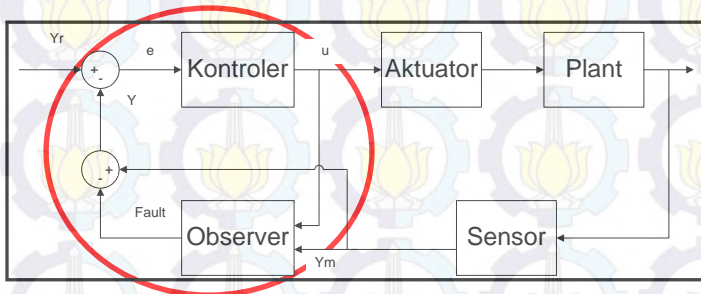 Yr
+
-
e
Kontroler
u
Aktuator
Plant
Y
+
-
Fault
Observer
Ym
Sensor